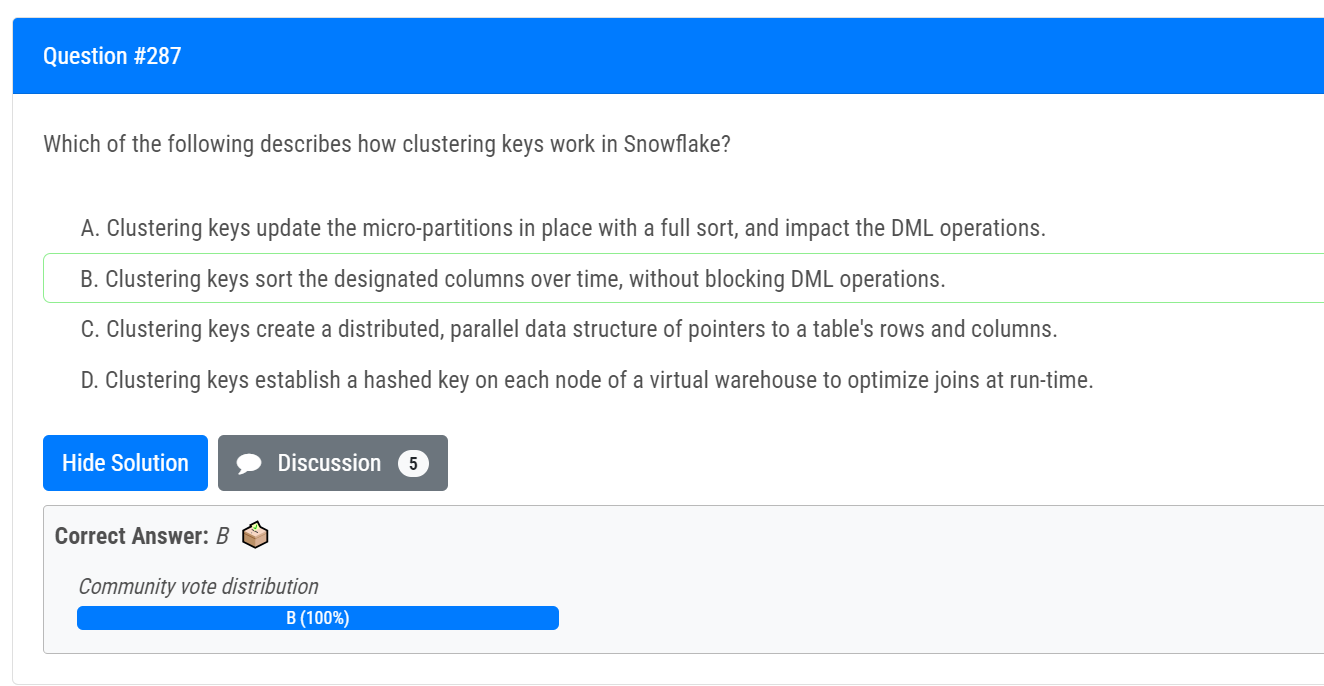 Question #287
Which of the following describes how clustering keys work in Snowflake?
A. Clustering keys update the micro-partitions in place with a full sort, and impact the DML operations.
B. Clustering keys sort the designated columns over time, without blocking DML operations.
C. Clustering keys create a distributed, parallel data structure of pointers to a table's rows and columns.
D. Clustering keys establish a hashed key on each node of a virtual warehouse to optimize joins at run-time.
Hide Solution
Discussion 5
Correct Answer: B
Community vote distribution
B (100%)